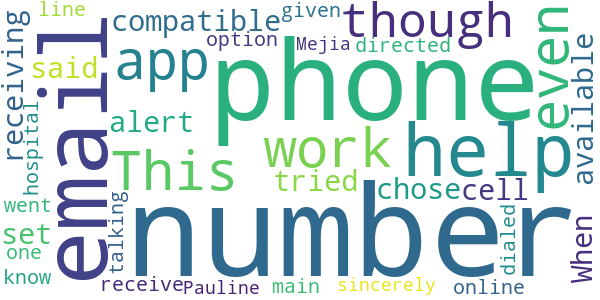 line
given
compatible
though
option
Mejia
directed
receiving
said
app
phone
even
available
email
alert
help
This
work
tried
chose
cell
hospital
went
set
one
know
talking
number
dialed
When
receive
Pauline
main
sincerely
online